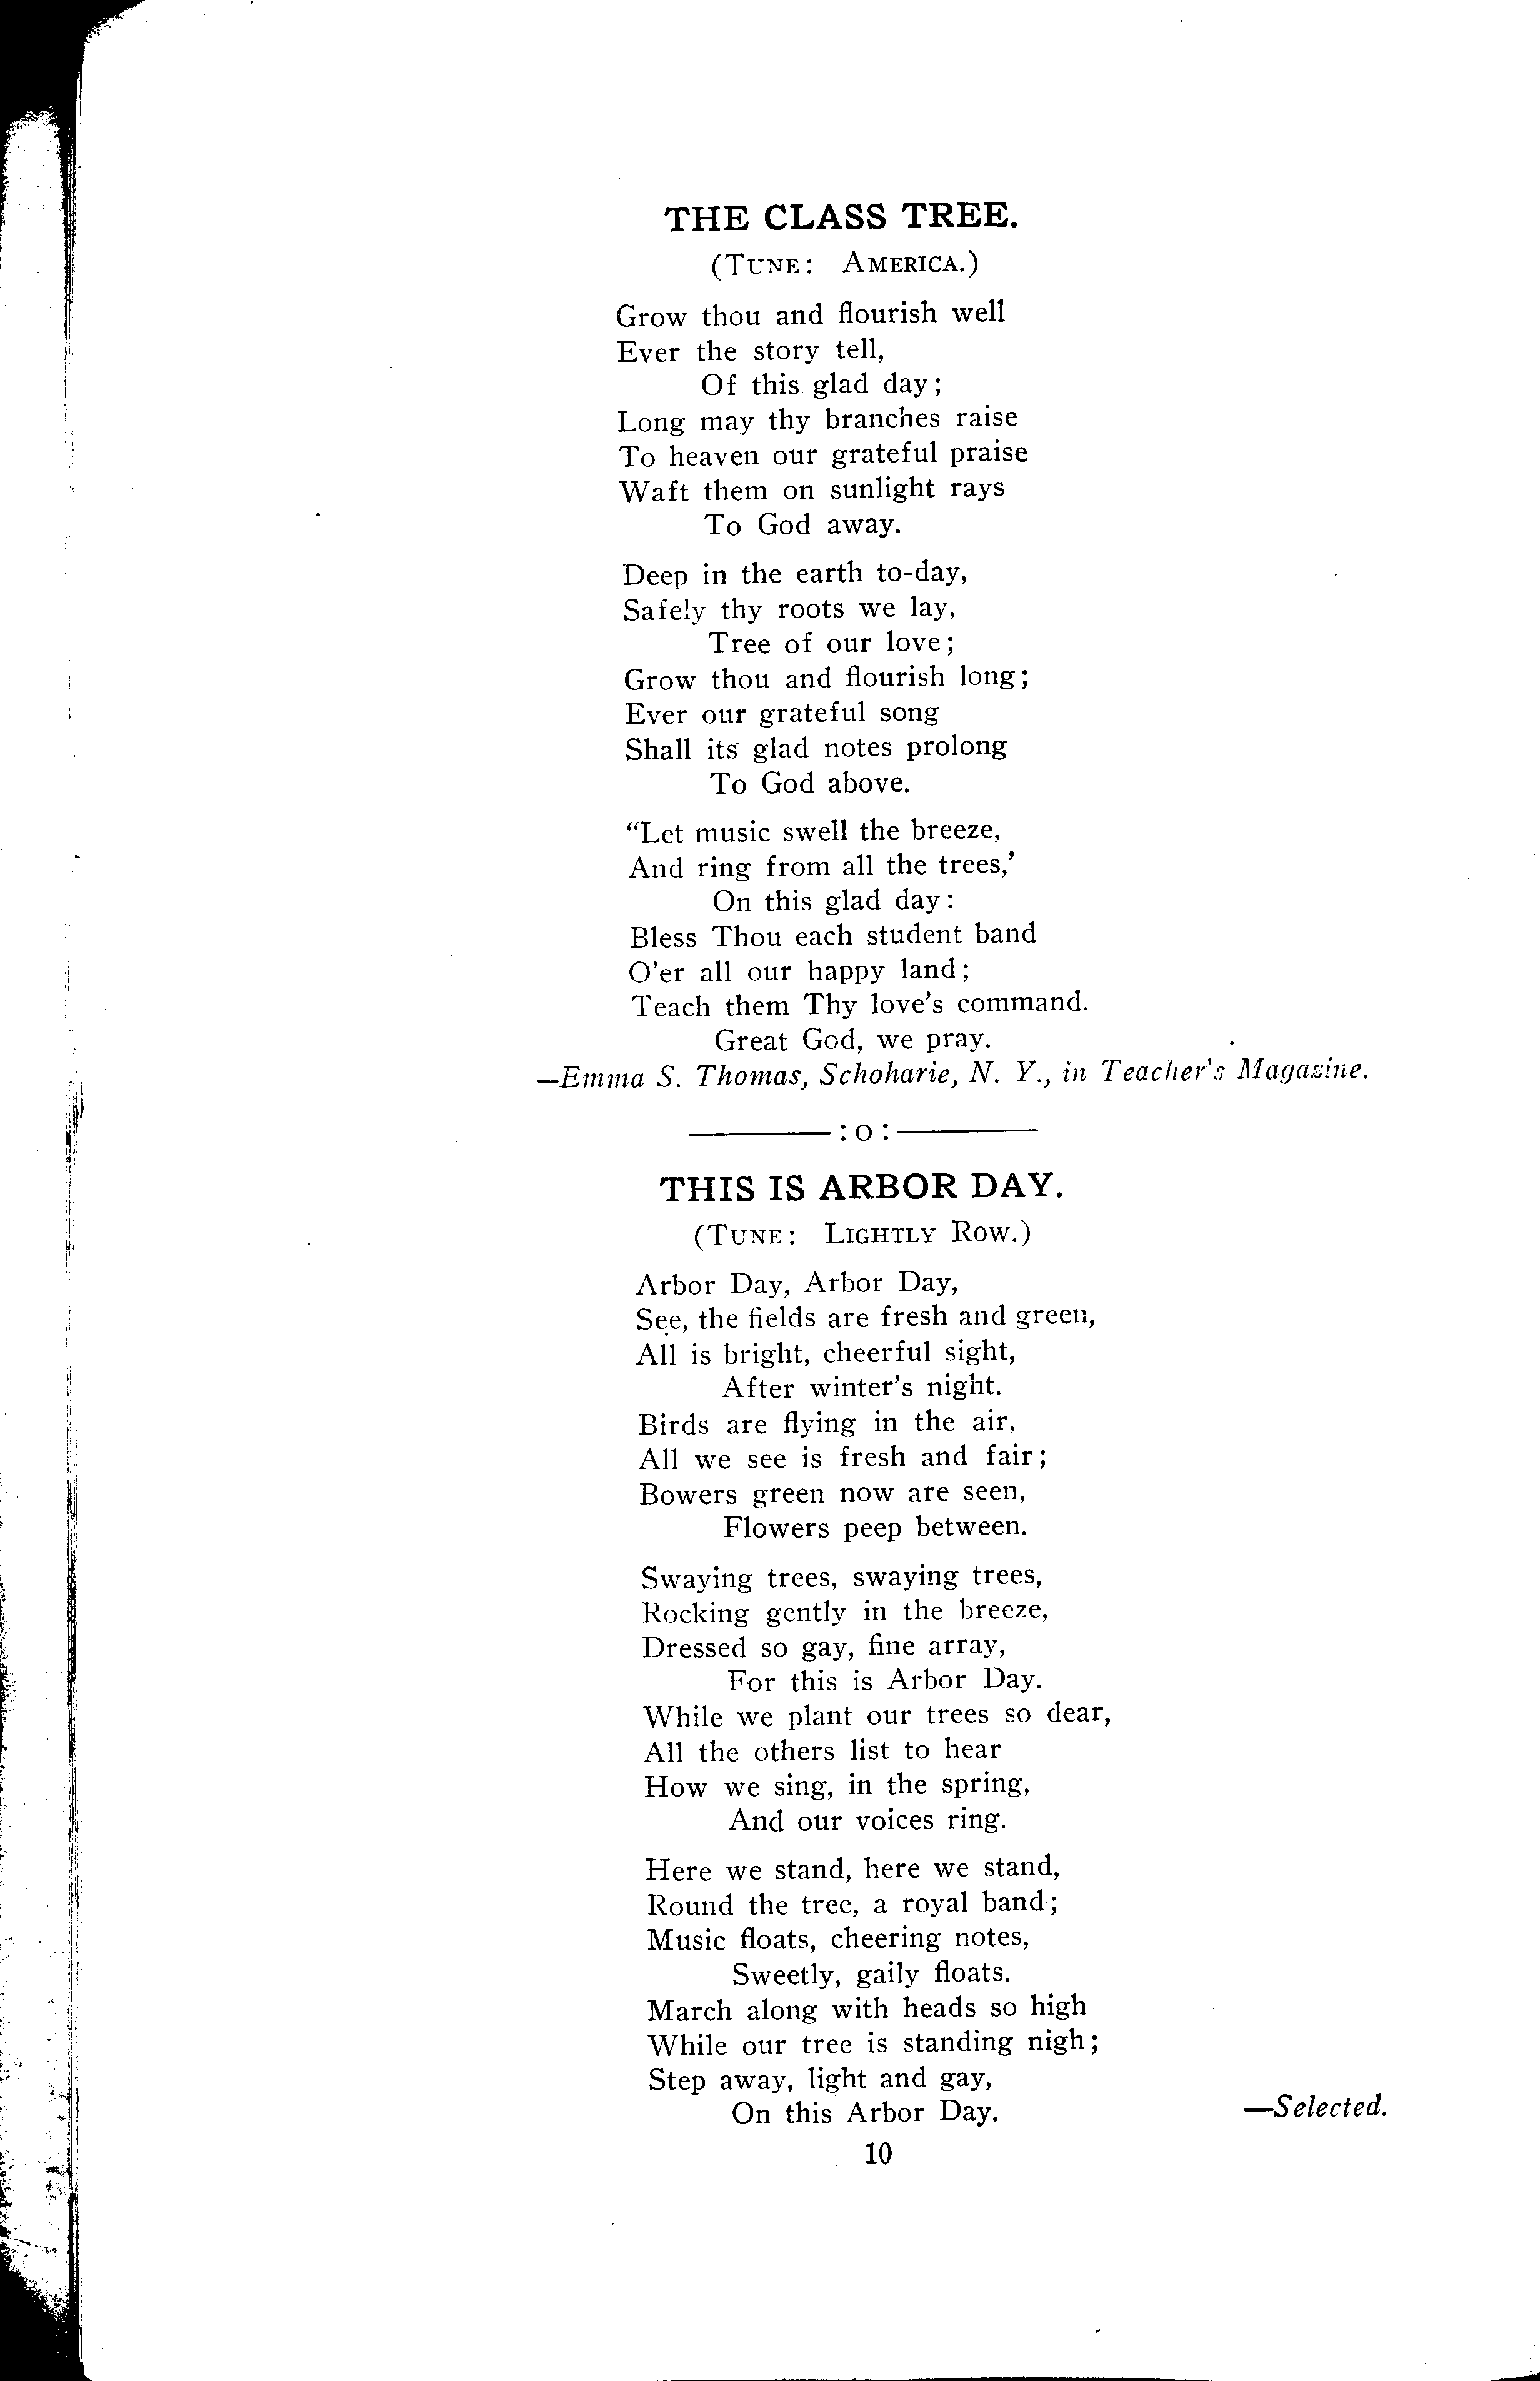 THE CLASS TREE.
(TUNE: AMERICA.)
Grow thou and flourish well
Ever the story tell,
Of this glad day;
Long may thy branches raise
To heaven our grateful praise
Waft them on sunlight rays
To God away.
Deep in the earth to-day,
Safely thy roots we lay,
Tree of our love;
Grow thou and flourish long;
Ever our grateful song
Shall its glad notes prolong
To God above.
“Let music swell the breeze,
And ring from all the trees,’
On this glad day:
Bless Thou each student band
O’er all our happy land;
Teach them Thy love’s command.
Great God, we pray.
—Emma S. Thomas, Schoharie, N. Y., in Teacher’s Magazine.
:o:
THIS IS ARBOR DAY.
(TUNE: LIGHTLY ROW.)
Arbor Day, Arbor Day,
See, the fields are fresh and green,
All is bright, cheerful sight,
After winter’s night.
Birds are flying in the air,
All we see is fresh and fair;
Bowers green now are seen,
Flowers peep between.
Swaying trees, swaying trees,
Rocking gently in the breeze,
Dressed so gay, fine array,
For this is Arbor Day.
While we plant our trees so dear,
All the others list to hear
How we sing, in the spring,
And our voices ring.
Here we stand, here we stand,
Round the tree, a royal band;
Music floats, cheering notes,
Sweetly, gaily floats.
March along with heads so high
While our tree is standing nigh;
Step away, light and gay,
On this Arbor Day. —Selected.
10